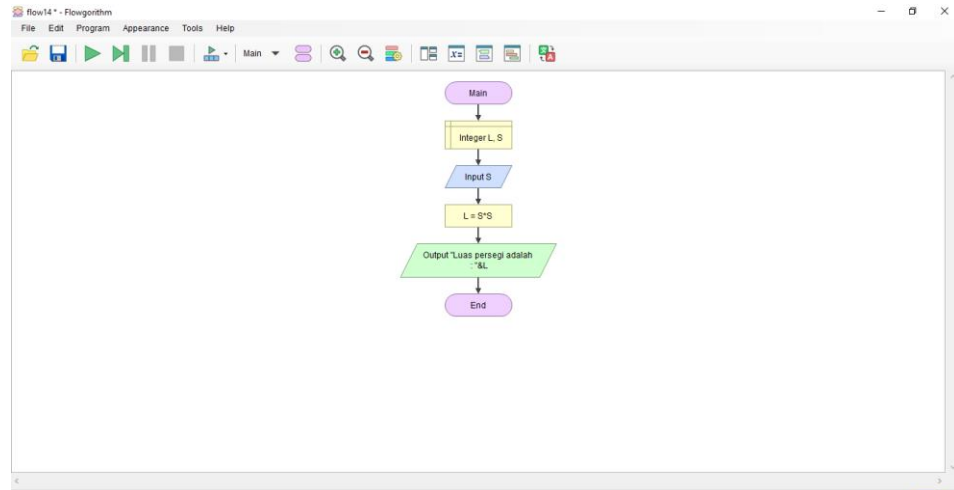 flow14 * - Flowgorithm
File Edit Program Appearance Tools Help
Main
X=
Main
Integer L, S
Input S
L = S*S
Output "Luas persegi adalah
: "&L
End